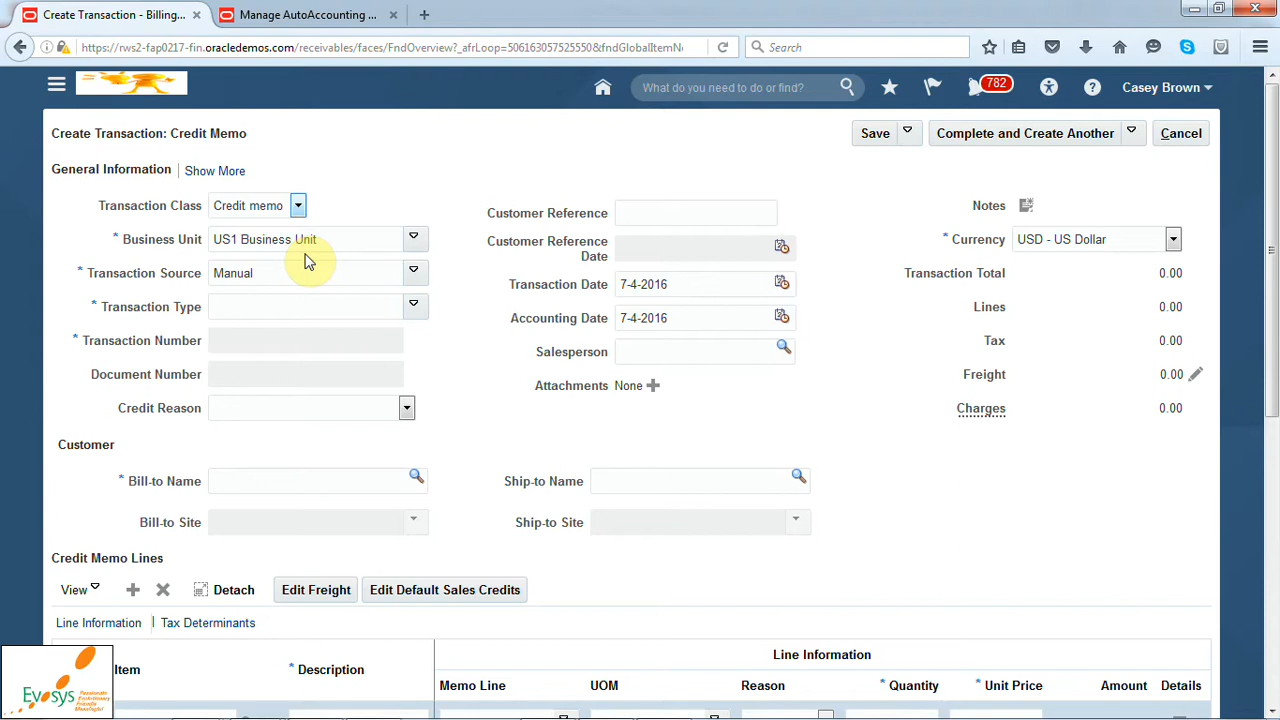 Create Transaction - Billing,...
Manage AutoAccounting ...
https://rws2-fap0217-fin.oracledemos.com/receivables/faces/FndOverview?_afrLoop=506163057525550&fndGlobalItemNo
Search
What do you need to do or find?
782
Casey Brown
Create Transaction: Credit Memo
Save
Complete and Create Another
Cancel
General Information
Show More
Transaction Class
Credit memo
* Business Unit
US1 Business Unit
* Transaction Source
Manual
* Transaction Type
* Transaction Number
Document Number
Credit Reason
Customer Reference
Customer Reference
Date
Transaction Date
7-4-2016
Accounting Date
7-4-2016
Salesperson
Attachments
None
Notes
* Currency
USD - US Dollar
Transaction Total
0.00
Lines
0.00
Tax
0.00
Freight
0.00
Charges
0.00
Customer
* Bill-to Name
Ship-to Name
Bill-to Site
Ship-to Site
Credit Memo Lines
View
Detach
Edit Freight
Edit Default Sales Credits
Line Information
Tax Determinants
Line Information
Item
* Description
Memo Line
UOM
Reason
* Quantity
* Unit Price
Amount
Details
Evosys